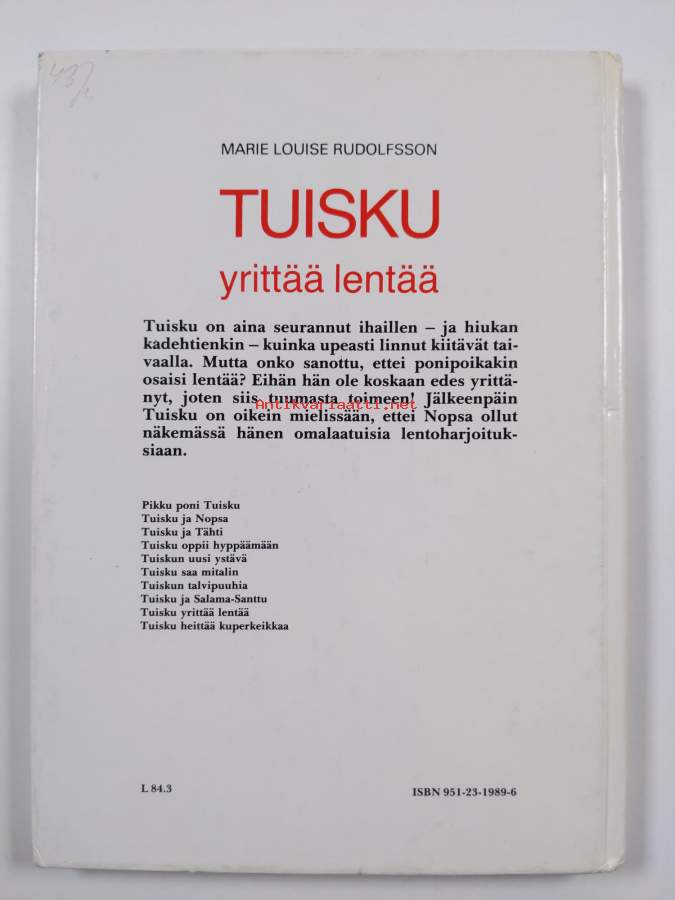 43,-
MARIE LOUISE RUDOLFSSON
TUISKU
yrittää lentää
Tuisku on aina seurannut ihaillen – ja hiukan
kadehtienkin – kuinka upeasti linnut kiitävät tai-
vaalla. Mutta onko sanottu, ettei ponipoikakin
osaisi lentää? Eihän hän ole koskaan edes yrittä-
nyt, joten siis tuumasta toimeen! Jälkeenpäin
Antikvariaatti.net
Tuisku on oikein mielissään, ettei Nopsa ollut
näkemässä hänen omalaatuisia lentoharjoituk-
siaan.
Pikku poni Tuisku
Tuisku ja Nopsa
Tuisku ja Tähti
Tuisku oppii hyppäämään
Tuiskun uusi ystävä
Tuisku saa mitalin
Tuiskun talvipuuhia
Tuisku ja Salama-Santtu
Tuisku yrittää lentää
Tuisku heittää kuperkeikkaa
L 84.3
ISBN 951-23-1989-6